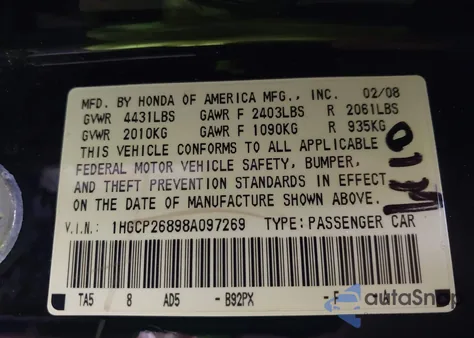 MFD. BY HONDA OF AMERICA MFG., INC. 02/08
GVWR 4431LBS GAWR F 2403LBS R 2061LBS
GVWR 2010KG GAWR F 1090KG R 935KG
THIS VEHICLE CONFORMS TO ALL APPLICABLE
FEDERAL MOTOR VEHICLE SAFETY, BUMPER,
AND THEFT PREVENTION STANDARDS IN EFFECT
ON THE DATE OF MANUFACTURE SHOWN ABOVE.
V.I.N.: 1HGCP26898A097269 TYPE: PASSENGER CAR
TA5 8 AD5 -B92PX -F
autaSnap